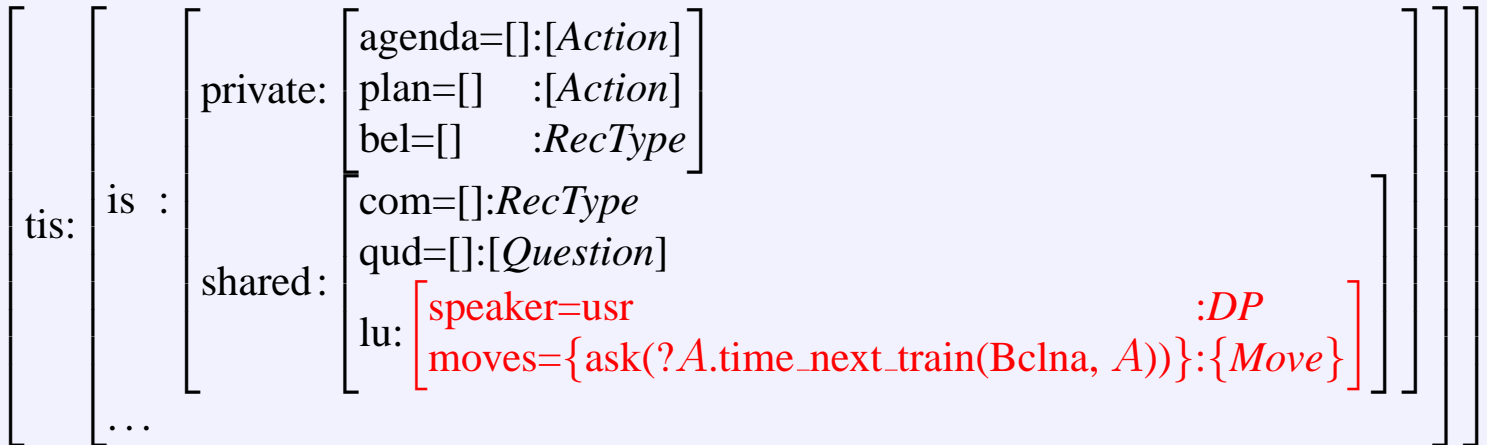 agenda=[]:[Action]
private: plan=[] :[Action]
bel=[] :RecType
tis: is : com=[]:RecType
qud=[]:[Question]
shared: speaker=usr :DP
lu: moves={ask(?A.time_next_train(Bclna, A))}:{Move}
...